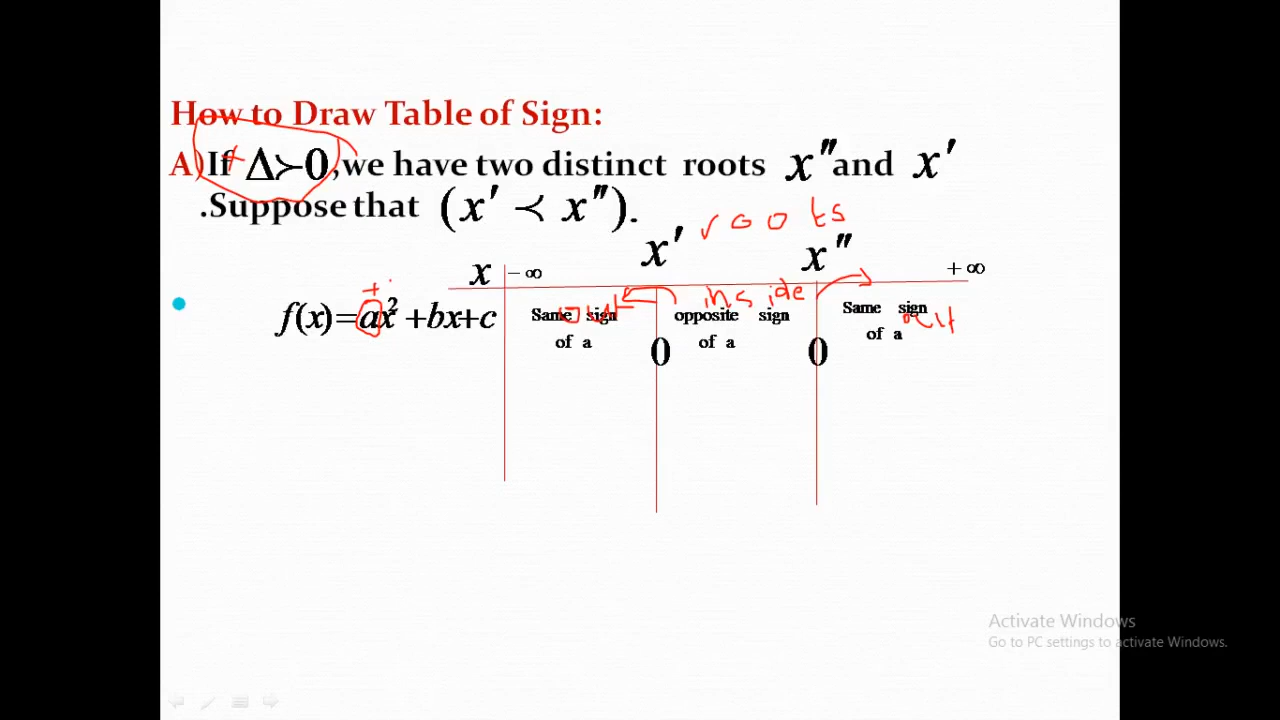 How to Draw Table of Sign:
A) If Δ≻0, we have two distinct roots x″ and x′
.Suppose that (x′ ≺ x″).
roots
x′ x″
x −∞ +∞
+
inside
f(x)=ax²+bx+c Same sign of a opposite sign of a Same sign of a
out out
0 0
Activate Windows
Go to PC settings to activate Windows.